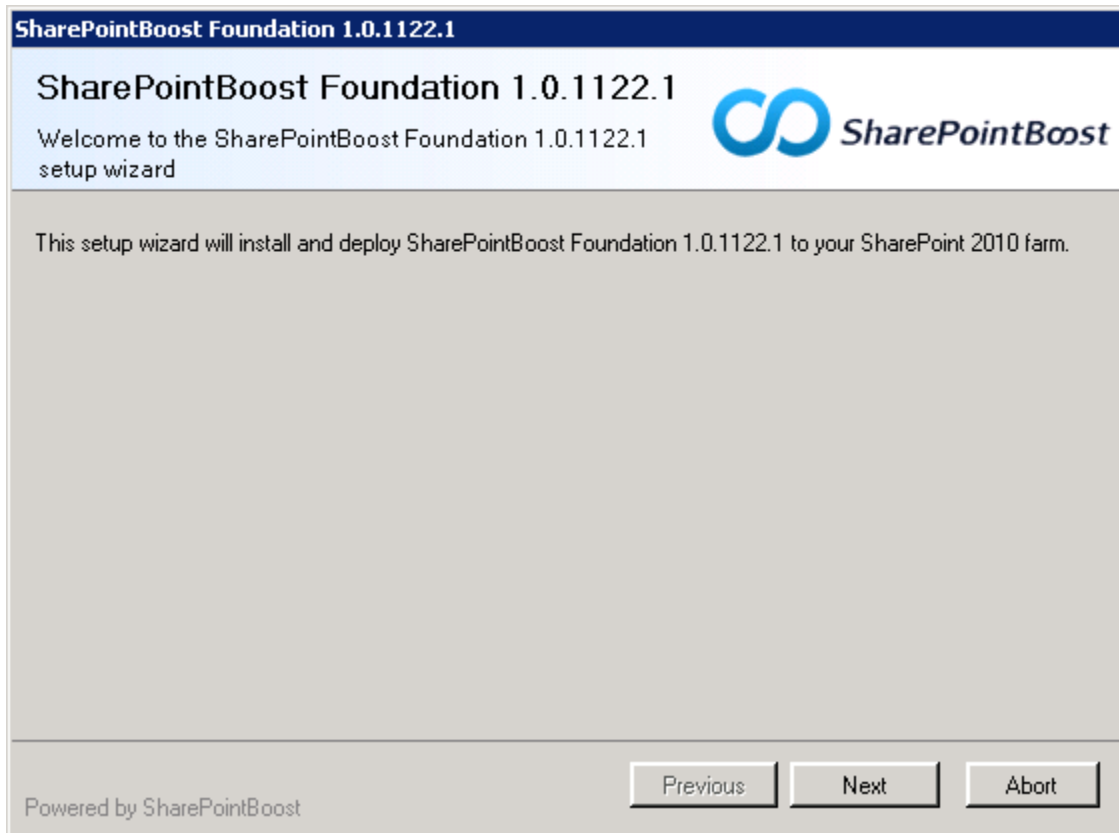 SharePointBoost Foundation 1.0.1122.1
SharePointBoost Foundation 1.0.1122.1
Welcome to the SharePointBoost Foundation 1.0.1122.1
setup wizard
SharePointBoost
This setup wizard will install and deploy SharePointBoost Foundation 1.0.1122.1 to your SharePoint 2010 farm.
Previous
Next
Abort
Powered by SharePointBoost